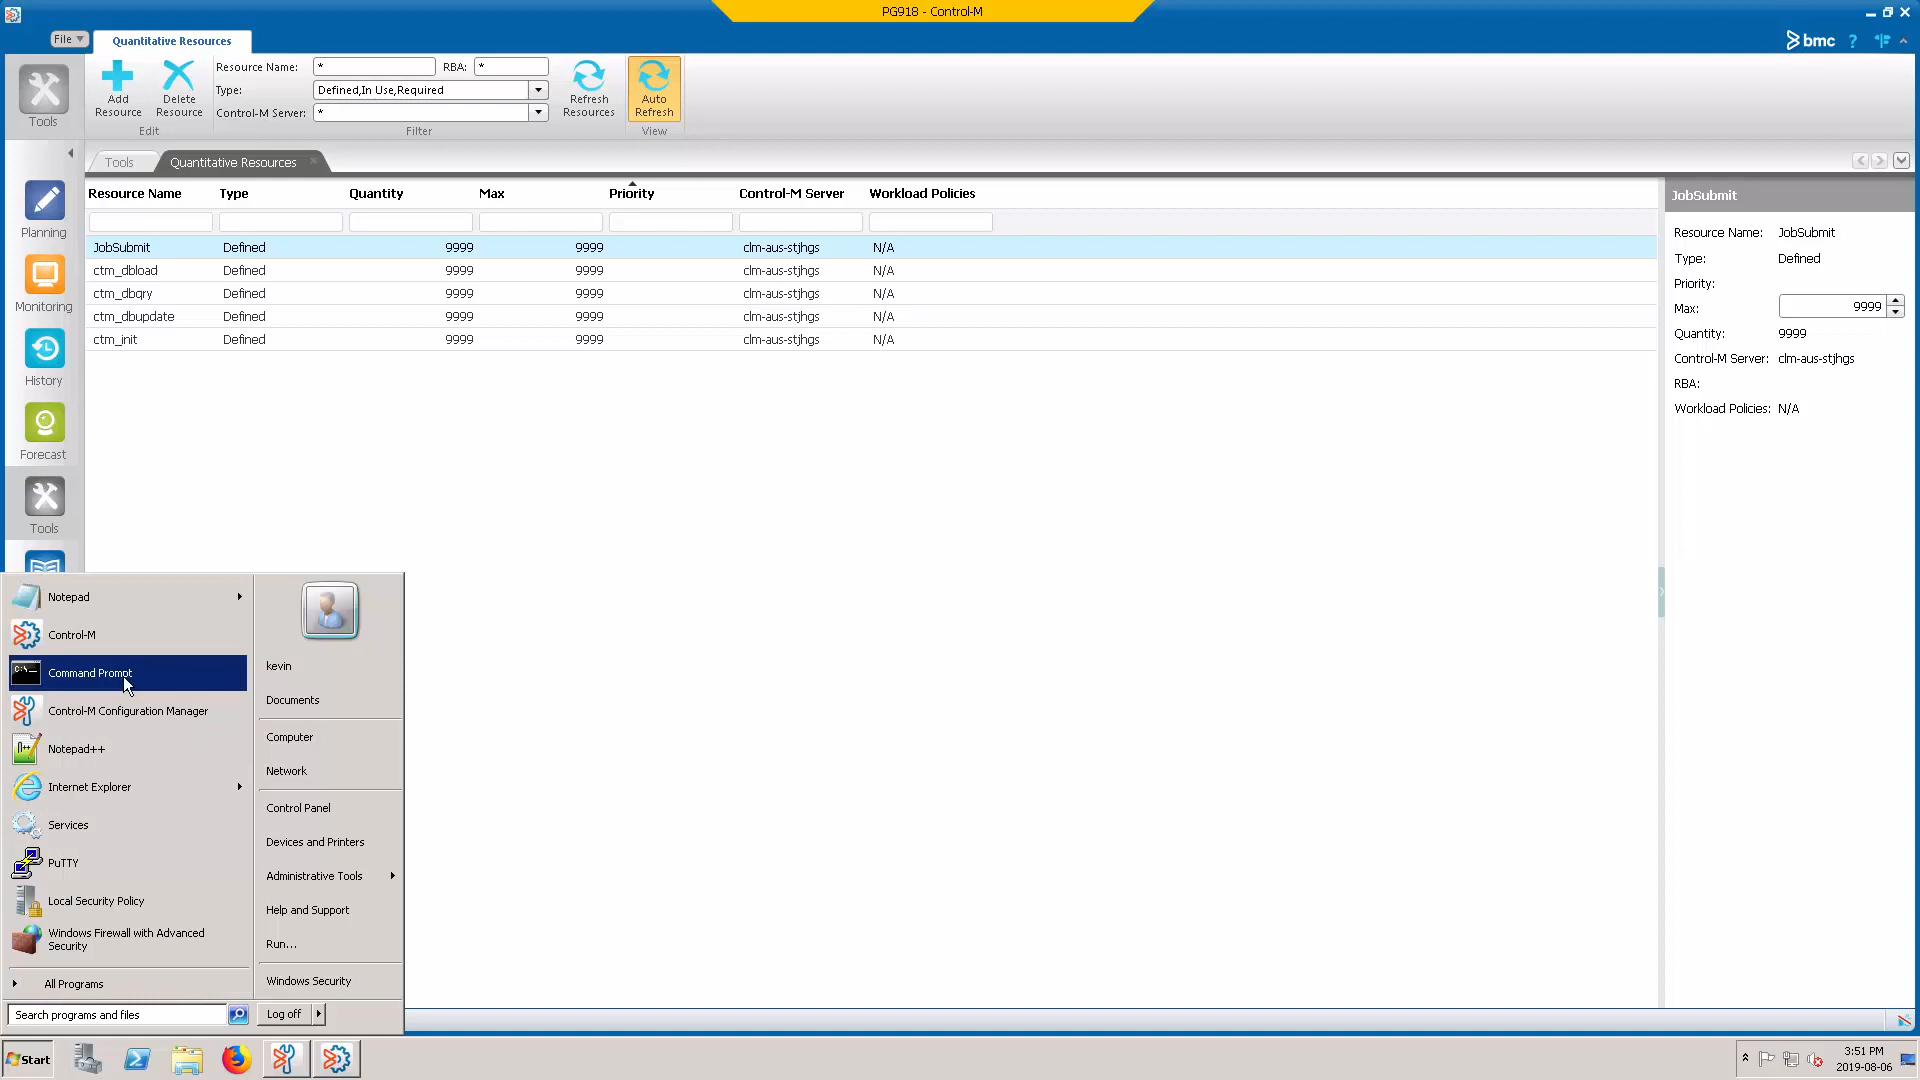 PG918 - Control-M
File
Quantitative Resources
bmc
?
Tools
Add Resource
Delete Resource
Edit
Resource Name: *
RBA: *
Type: Defined,In Use,Required
Control-M Server: *
Filter
Refresh Resources
Auto Refresh
View
Tools
Quantitative Resources
Planning
Monitoring
History
Forecast
Tools
Resource Name Type Quantity Max Priority Control-M Server Workload Policies
JobSubmit Defined 9999 9999 clm-aus-stjhgs N/A
ctm_dbload Defined 9999 9999 clm-aus-stjhgs N/A
ctm_dbqry Defined 9999 9999 clm-aus-stjhgs N/A
ctm_dbupdate Defined 9999 9999 clm-aus-stjhgs N/A
ctm_init Defined 9999 9999 clm-aus-stjhgs N/A
JobSubmit
Resource Name: JobSubmit
Type: Defined
Priority:
Max: 9999
Quantity: 9999
Control-M Server: clm-aus-stjhgs
RBA:
Workload Policies: N/A
Notepad
Control-M
Command Prompt
Control-M Configuration Manager
Notepad++
Internet Explorer
Services
PuTTY
Local Security Policy
Windows Firewall with Advanced
Security
All Programs
Search programs and files
kevin
Documents
Computer
Network
Control Panel
Devices and Printers
Administrative Tools
Help and Support
Run...
Windows Security
Log off
Start
3:51 PM
2019-08-06